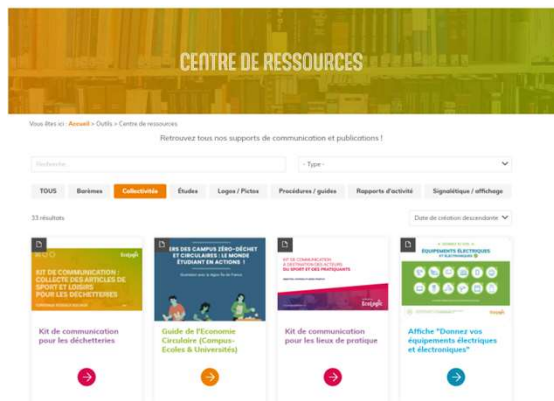 CENTRE DE RESSOURCES
Vous êtes ici : Accueil > Outils > Centre de ressources
Retrouvez tous nos supports de communication et publications !
Recherche
- Type -
TOUS Barèmes Collectivités Études Logos / Pictos Procédures / guides Rapports d'activité Signalétique / affichage
33 résultats
Date de création descendante
KIT DE COMMUNICATION :
COLLECTE DES ARTICLES DE
SPORT ET LOISIRS
POUR LES DECHETTERIES
ERS DES CAMPUS ZÉRO-DÉCHET
ET CIRCULAIRES : LE MONDE
ÉTUDIANT EN ACTIONS !
KIT DE COMMUNICATION
À DESTINATION DES ACTEURS
DU SPORT ET DES PRATIQUANTS
ÉQUIPEMENTS ÉLECTRIQUES
ET ÉLECTRONIQUES
Kit de communication
pour les déchetteries
Guide de l'Economie
Circulaire (Campus-
Ecoles & Universités)
Kit de communication
pour les lieux de pratique
Affiche "Donnez vos
équipements électriques
et électroniques"